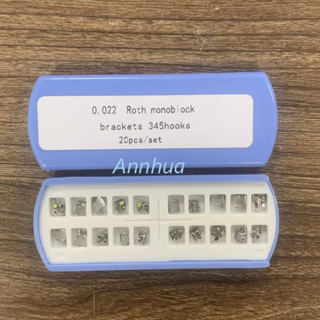 0.022 Roth monoblock
brackets 345hooks
20pcs/set
Annhua